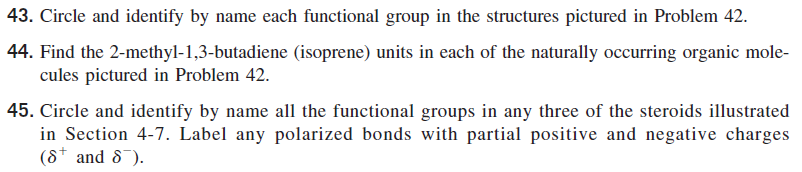 43. Circle and identify by name each functional group in the structures pictured in Problem 42.
44. Find the 2-methyl-1,3-butadiene (isoprene) units in each of the naturally occurring organic mole-
cules pictured in Problem 42.
45. Circle and identify by name all the functional groups in any three of the steroids illustrated
in Section 4-7. Label any polarized bonds with partial positive and negative charges
(δ⁺ and δ⁻).